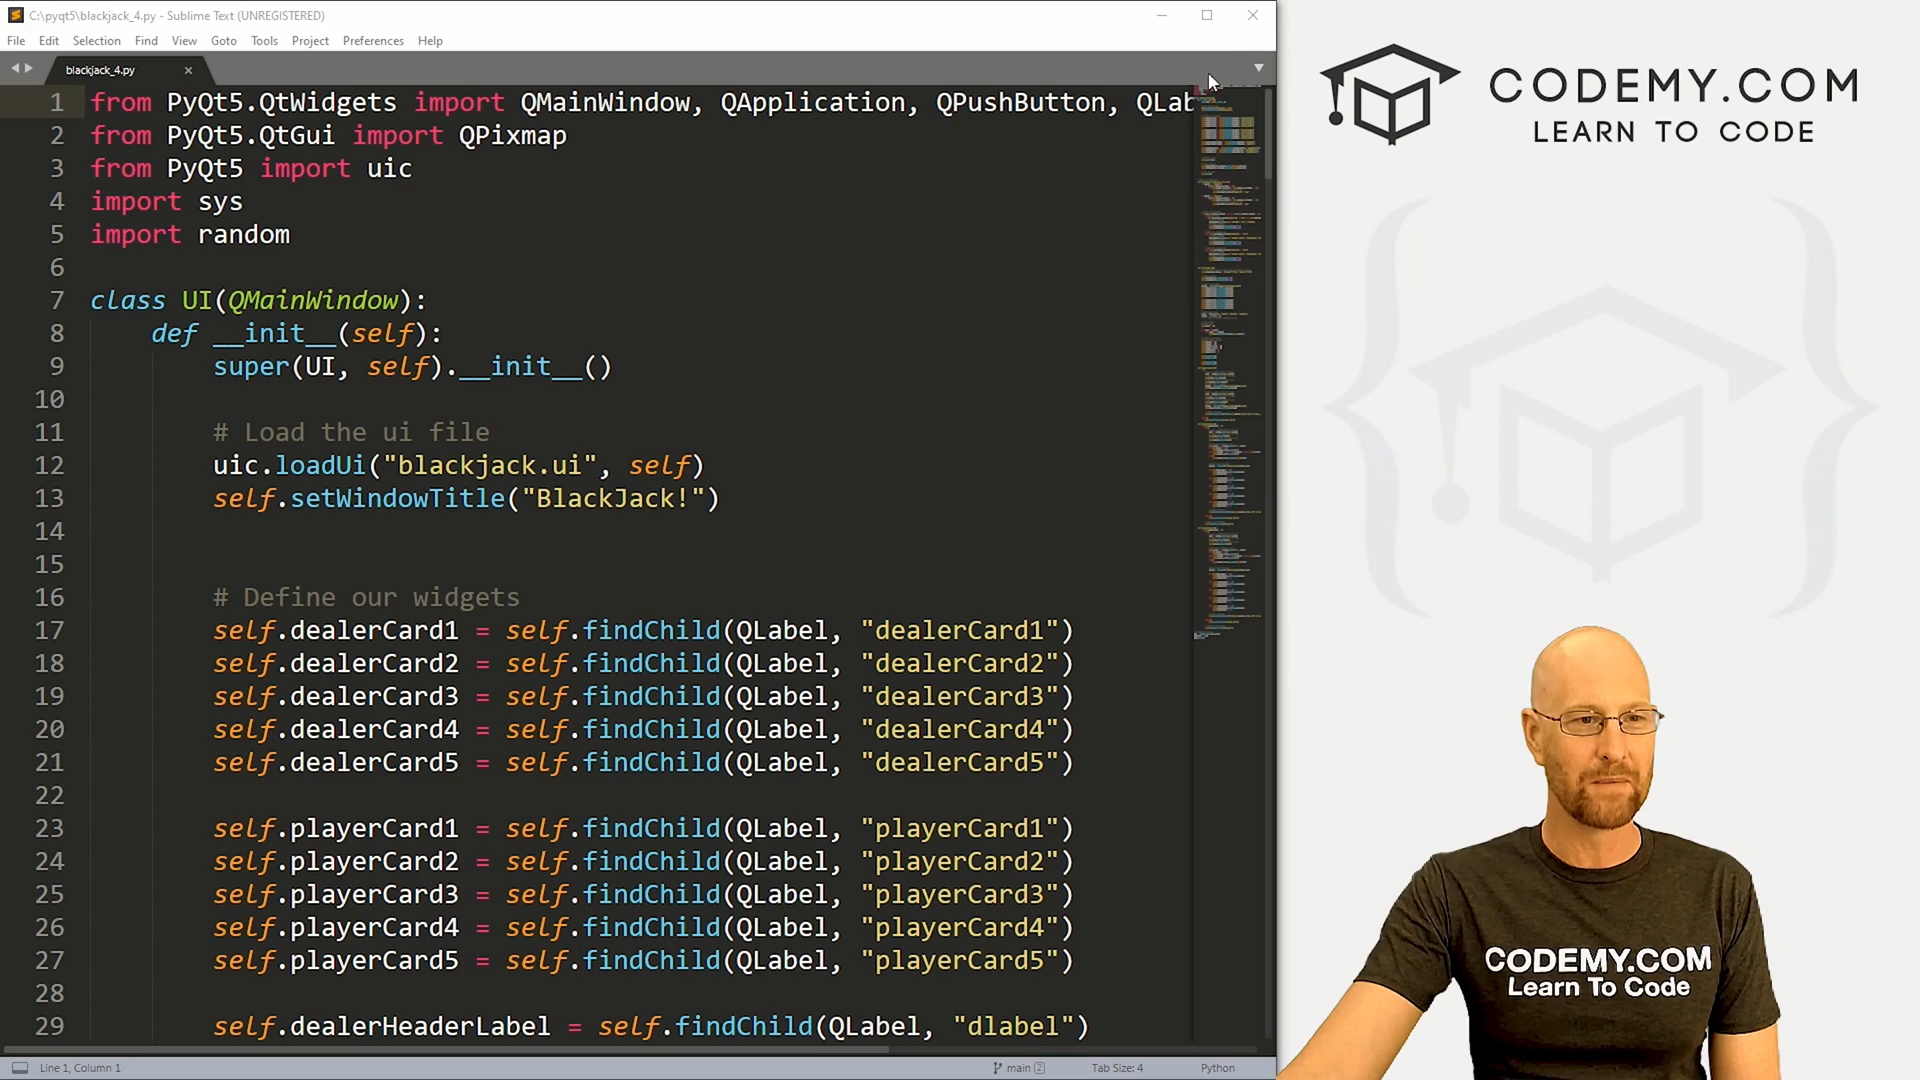 C:\pyqt5\blackjack_4.py - Sublime Text (UNREGISTERED)
File Edit Selection Find View Goto Tools Project Preferences Help
blackjack_4.py
1 from PyQt5.QtWidgets import QMainWindow, QApplication, QPushButton, QLab
2 from PyQt5.QtGui import QPixmap
3 from PyQt5 import uic
4 import sys
5 import random
6
7 class UI(QMainWindow):
8 def __init__(self):
9 super(UI, self).__init__()
10
11 # Load the ui file
12 uic.loadUi("blackjack.ui", self)
13 self.setWindowTitle("BlackJack!")
14
15
16 # Define our widgets
17 self.dealerCard1 = self.findChild(QLabel, "dealerCard1")
18 self.dealerCard2 = self.findChild(QLabel, "dealerCard2")
19 self.dealerCard3 = self.findChild(QLabel, "dealerCard3")
20 self.dealerCard4 = self.findChild(QLabel, "dealerCard4")
21 self.dealerCard5 = self.findChild(QLabel, "dealerCard5")
22
23 self.playerCard1 = self.findChild(QLabel, "playerCard1")
24 self.playerCard2 = self.findChild(QLabel, "playerCard2")
25 self.playerCard3 = self.findChild(QLabel, "playerCard3")
26 self.playerCard4 = self.findChild(QLabel, "playerCard4")
27 self.playerCard5 = self.findChild(QLabel, "playerCard5")
28
29 self.dealerHeaderLabel = self.findChild(QLabel, "dlabel")
Line 1, Column 1 main 2 Tab Size: 4 Python
CODEMY.COM
LEARN TO CODE
CODEMY.COM
Learn To Code